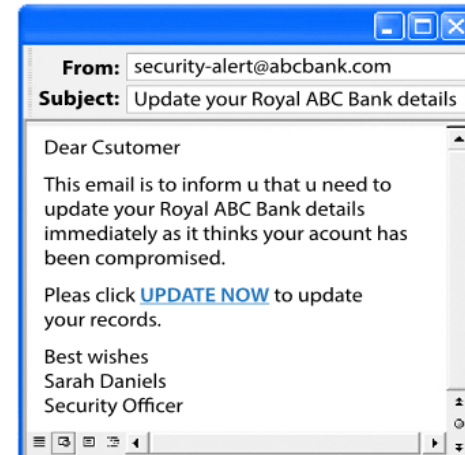 From: security-alert@abcbank.com
Subject: Update your Royal ABC Bank details
Dear Csutomer
This email is to inform u that u need to
update your Royal ABC Bank details
immediately as it thinks your acount has
been compromised.
Pleas click UPDATE NOW to update
your records.
Best wishes
Sarah Daniels
Security Officer